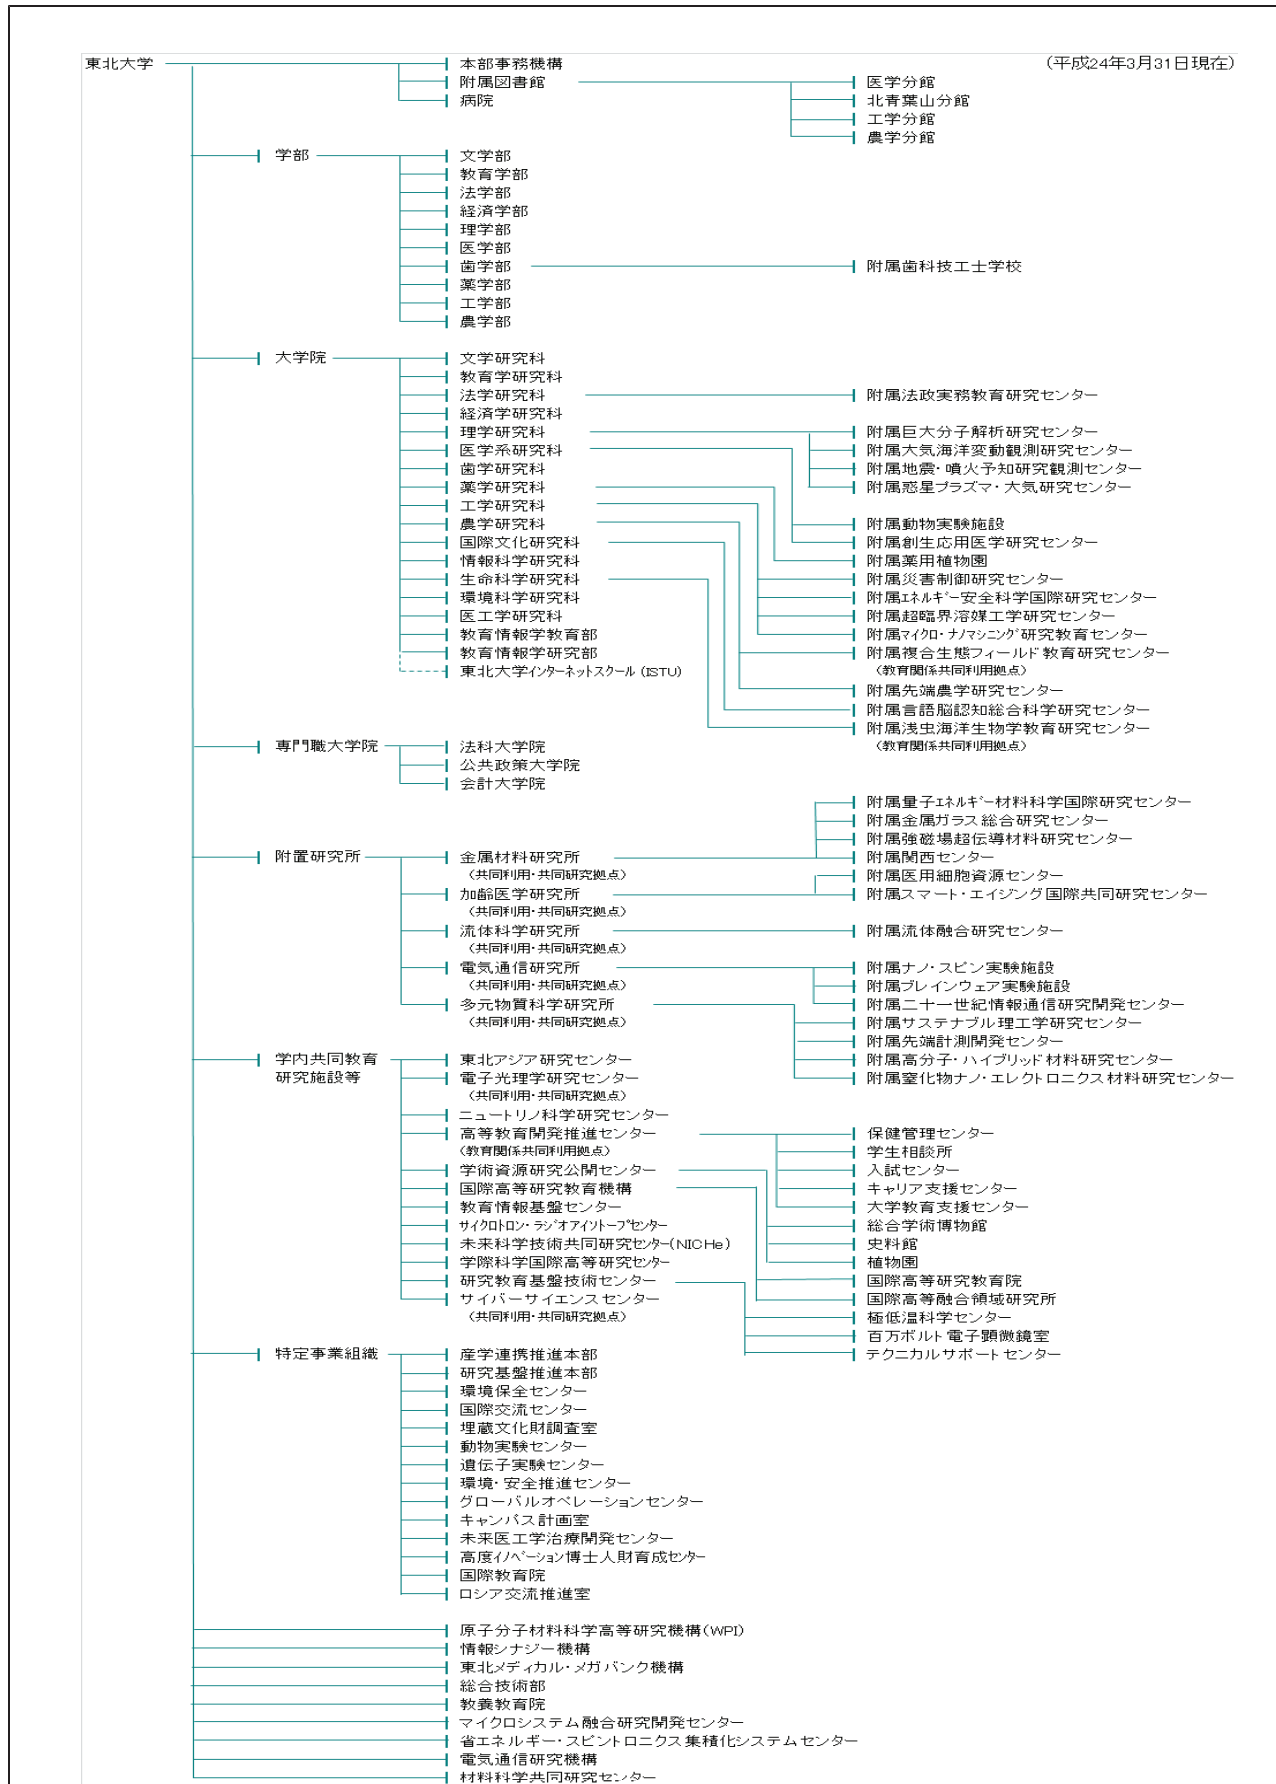 東北大学
本部事務機構
(平成24年3月31日現在)
附属図書館
医学分館
病院
北青葉山分館
工学分館
農学分館
学部
文学部
教育学部
法学部
経済学部
理学部
医学部
歯学部
附属歯科技工士学校
薬学部
工学部
農学部
大学院
文学研究科
教育学研究科
法学研究科
附属法政実務教育研究センター
経済学研究科
理学研究科
附属巨大分子解析研究センター
医学系研究科
附属大気海洋変動観測研究センター
歯学研究科
附属地震・噴火予知研究観測センター
薬学研究科
附属惑星プラズマ・大気研究センター
工学研究科
農学研究科
附属動物実験施設
国際文化研究科
附属創生応用医学研究センター
情報科学研究科
附属薬用植物園
生命科学研究科
附属災害制御研究センター
環境科学研究科
附属エネルギー安全科学国際研究センター
医工学研究科
附属超臨界溶媒工学研究センター
教育情報学教育部
附属マイクロ・ナノマシニング研究教育センター
教育情報学研究部
附属複合生態フィールド教育研究センター
東北大学インターネットスクール(ISTU)
(教育関係共同利用拠点)
附属先端農学研究センター
附属言語脳認知総合科学研究センター
附属浅虫海洋生物学教育研究センター
(教育関係共同利用拠点)
専門職大学院
法科大学院
公共政策大学院
会計大学院
附属量子エネルギー材料科学国際研究センター
附属金属ガラス総合研究センター
附属強磁場超伝導材料研究センター
附置研究所
金属材料研究所
附属関西センター
(共同利用・共同研究拠点)
附属医用細胞資源センター
加齢医学研究所
附属スマート・エイジング国際共同研究センター
(共同利用・共同研究拠点)
流体科学研究所
附属流体融合研究センター
(共同利用・共同研究拠点)
電気通信研究所
附属ナノ・スピン実験施設
(共同利用・共同研究拠点)
附属ブレインウェア実験施設
多元物質科学研究所
附属二十一世紀情報通信研究開発センター
(共同利用・共同研究拠点)
附属サステナブル理工学研究センター
附属先端計測開発センター
学内共同教育
研究施設等
東北アジア研究センター
附属高分子・ハイブリッド材料研究センター
電子光理学研究センター
附属窒化物ナノ・エレクトロニクス材料研究センター
(共同利用・共同研究拠点)
ニュートリノ科学研究センター
高等教育開発推進センター
保健管理センター
(教育関係共同利用拠点)
学生相談所
学術資源研究公開センター
入試センター
国際高等研究教育機構
キャリア支援センター
教育情報基盤センター
大学教育支援センター
サイクロトロン・ラジオアイソトープセンター
総合学術博物館
未来科学技術共同研究センター(NICHe)
史料館
学際科学国際高等研究センター
植物園
研究教育基盤技術センター
国際高等研究教育院
サイバーサイエンスセンター
国際高等融合領域研究所
(共同利用・共同研究拠点)
極低温科学センター
百万ボルト電子顕微鏡室
特定事業組織
産学連携推進本部
テクニカルサポートセンター
研究基盤推進本部
環境保全センター
国際交流センター
埋蔵文化財調査室
動物実験センター
遺伝子実験センター
環境・安全推進センター
グローバルオペレーションセンター
キャンパス計画室
未来医工学治療開発センター
高度イノベーション博士人財育成センター
国際教育院
ロシア交流推進室
原子分子材料科学高等研究機構(WPI)
情報シナジー機構
東北メディカル・メガバンク機構
総合技術部
教養教育院
マイクロシステム融合研究開発センター
省エネルギー・スピントロニクス集積化システムセンター
電気通信研究機構
材料科学共同研究センター